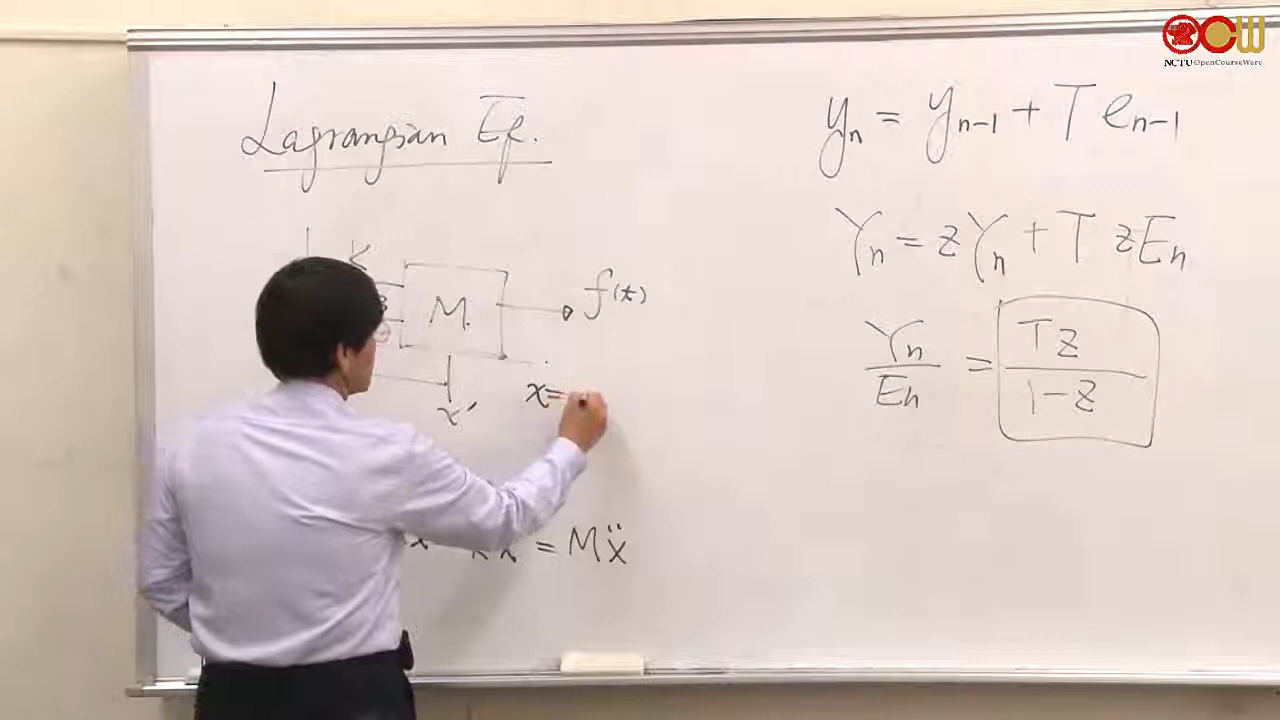 Lagrangian Eq.
K
M.
f(t)
x'
x=
= Mẍ
yₙ = yₙ₋₁ + T eₙ₋₁
Yₙ = z Yₙ + T z Eₙ
Yₙ
Eₙ
=
Tz
1-z
NCTU OpenCourseWare